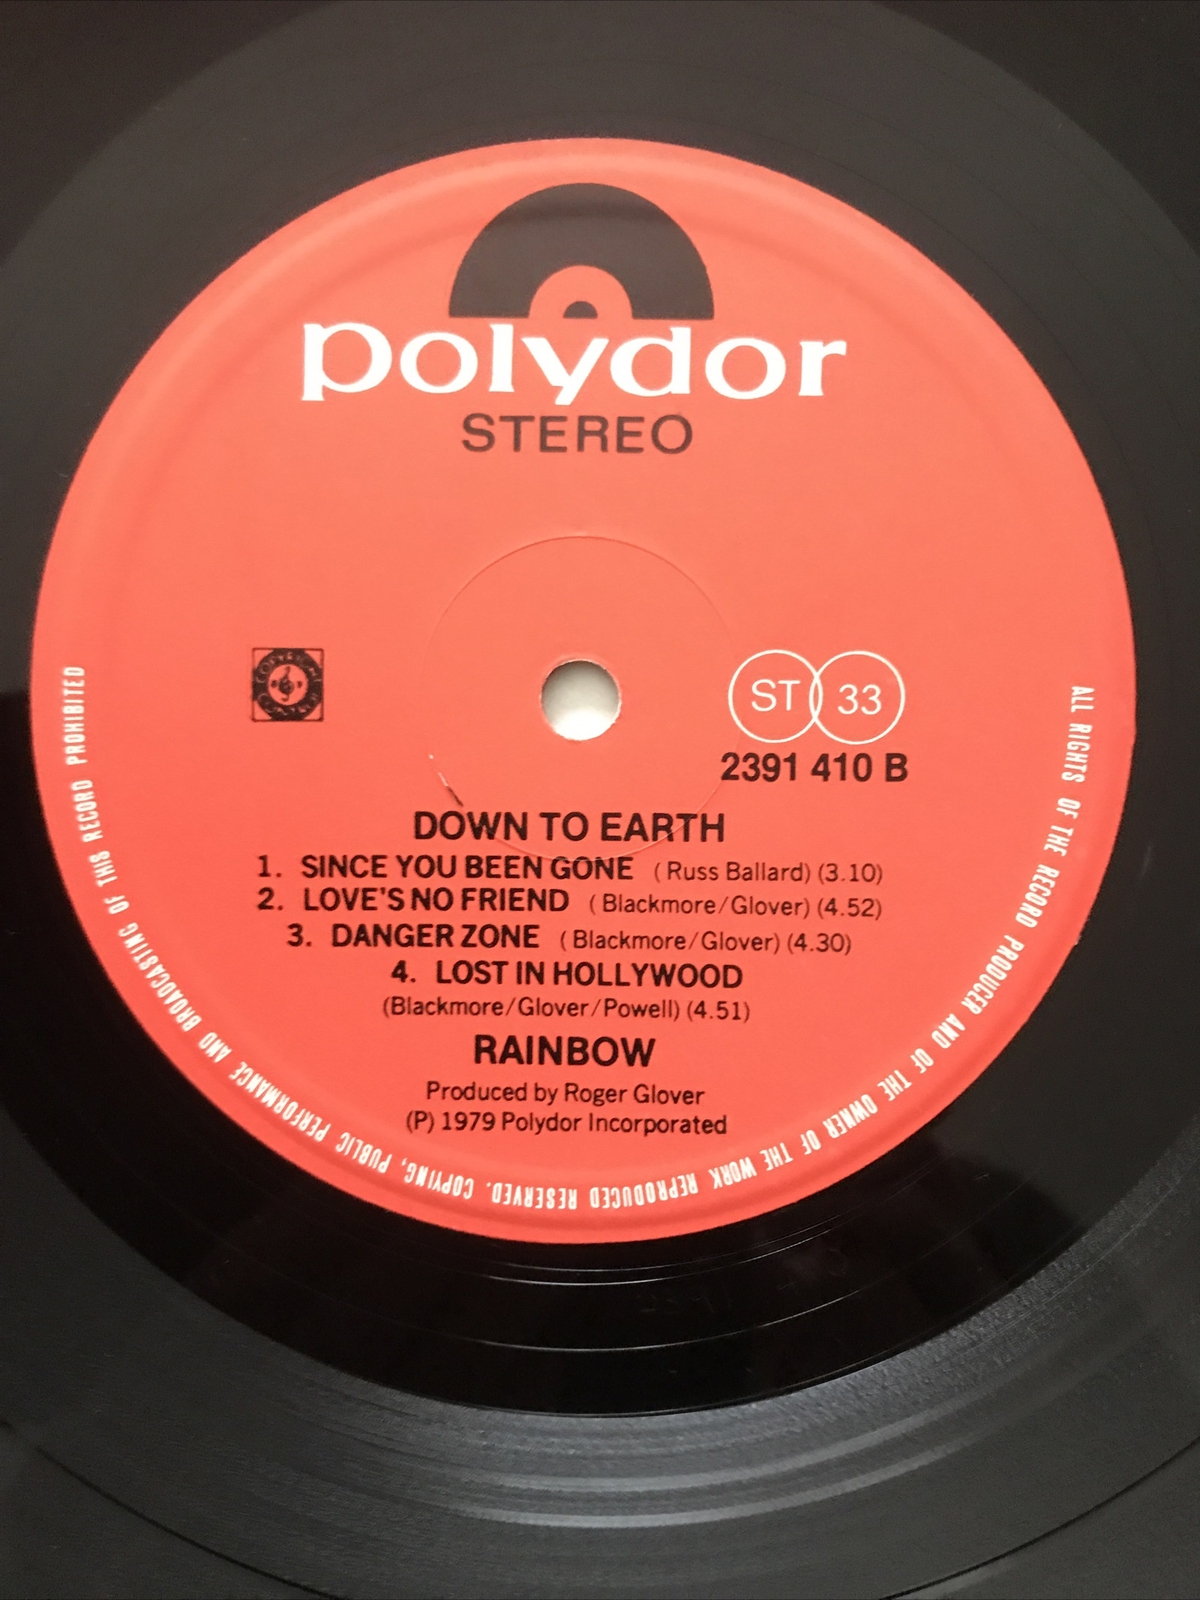 polydor
STEREO
COPYRIGHT
CONTROL
ST 33
2391 410 B
DOWN TO EARTH
1. SINCE YOU BEEN GONE (Russ Ballard) (3.10)
2. LOVE'S NO FRIEND (Blackmore/Glover) (4.52)
3. DANGER ZONE (Blackmore/Glover) (4.30)
4. LOST IN HOLLYWOOD
(Blackmore/Glover/Powell) (4.51)
RAINBOW
Produced by Roger Glover
(P) 1979 Polydor Incorporated
ALL RIGHTS OF THE RECORD PRODUCER AND OF THE OWNER OF THE WORK REPRODUCED RESERVED. COPYING, PUBLIC PERFORMANCE AND BROADCASTING OF THIS RECORD PROHIBITED